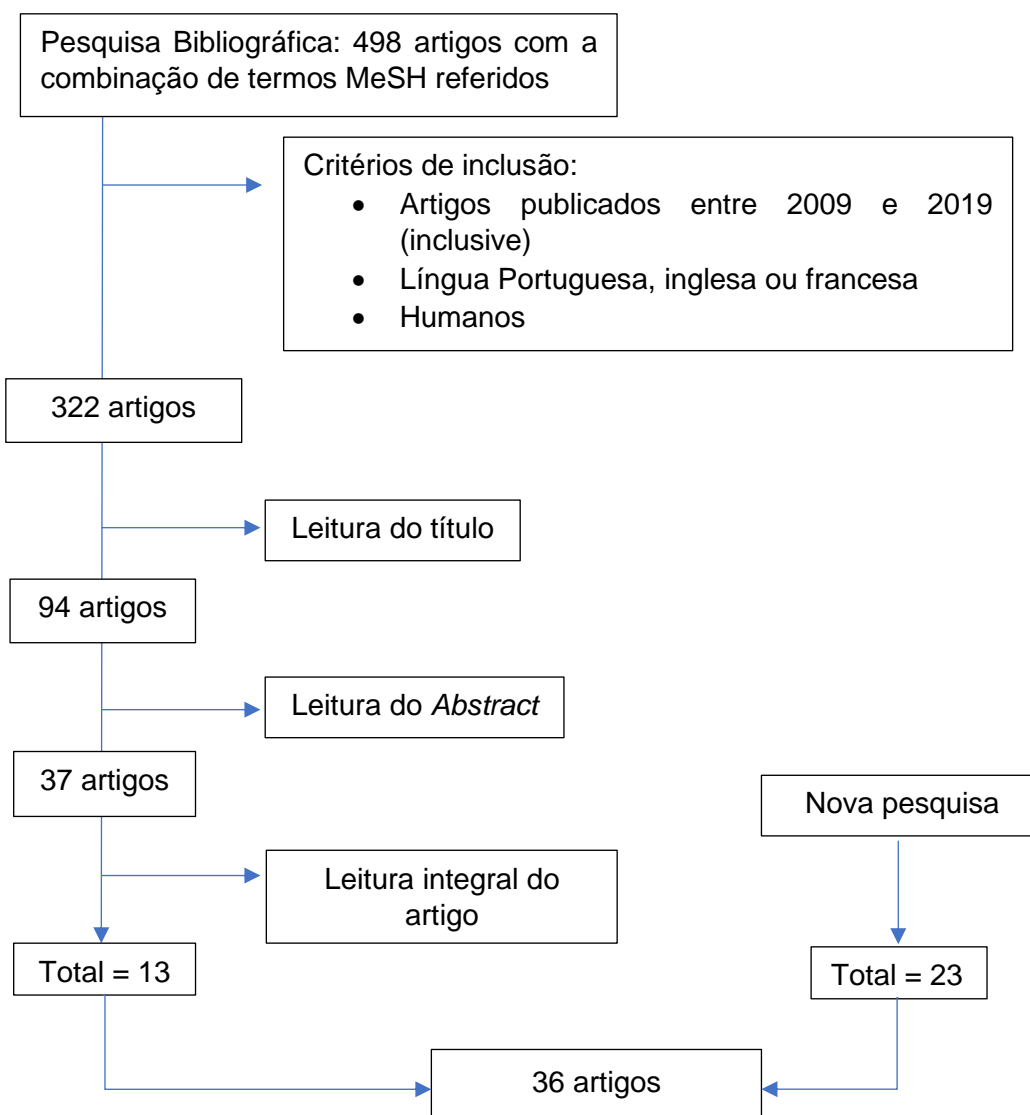 Pesquisa Bibliográfica: 498 artigos com a
combinação de termos MeSH referidos
Critérios de inclusão:
• Artigos publicados entre 2009 e 2019
(inclusive)
• Língua Portuguesa, inglesa ou francesa
• Humanos
322 artigos
Leitura do título
94 artigos
Leitura do Abstract
37 artigos
Nova pesquisa
Leitura integral do
artigo
Total = 13
Total = 23
36 artigos